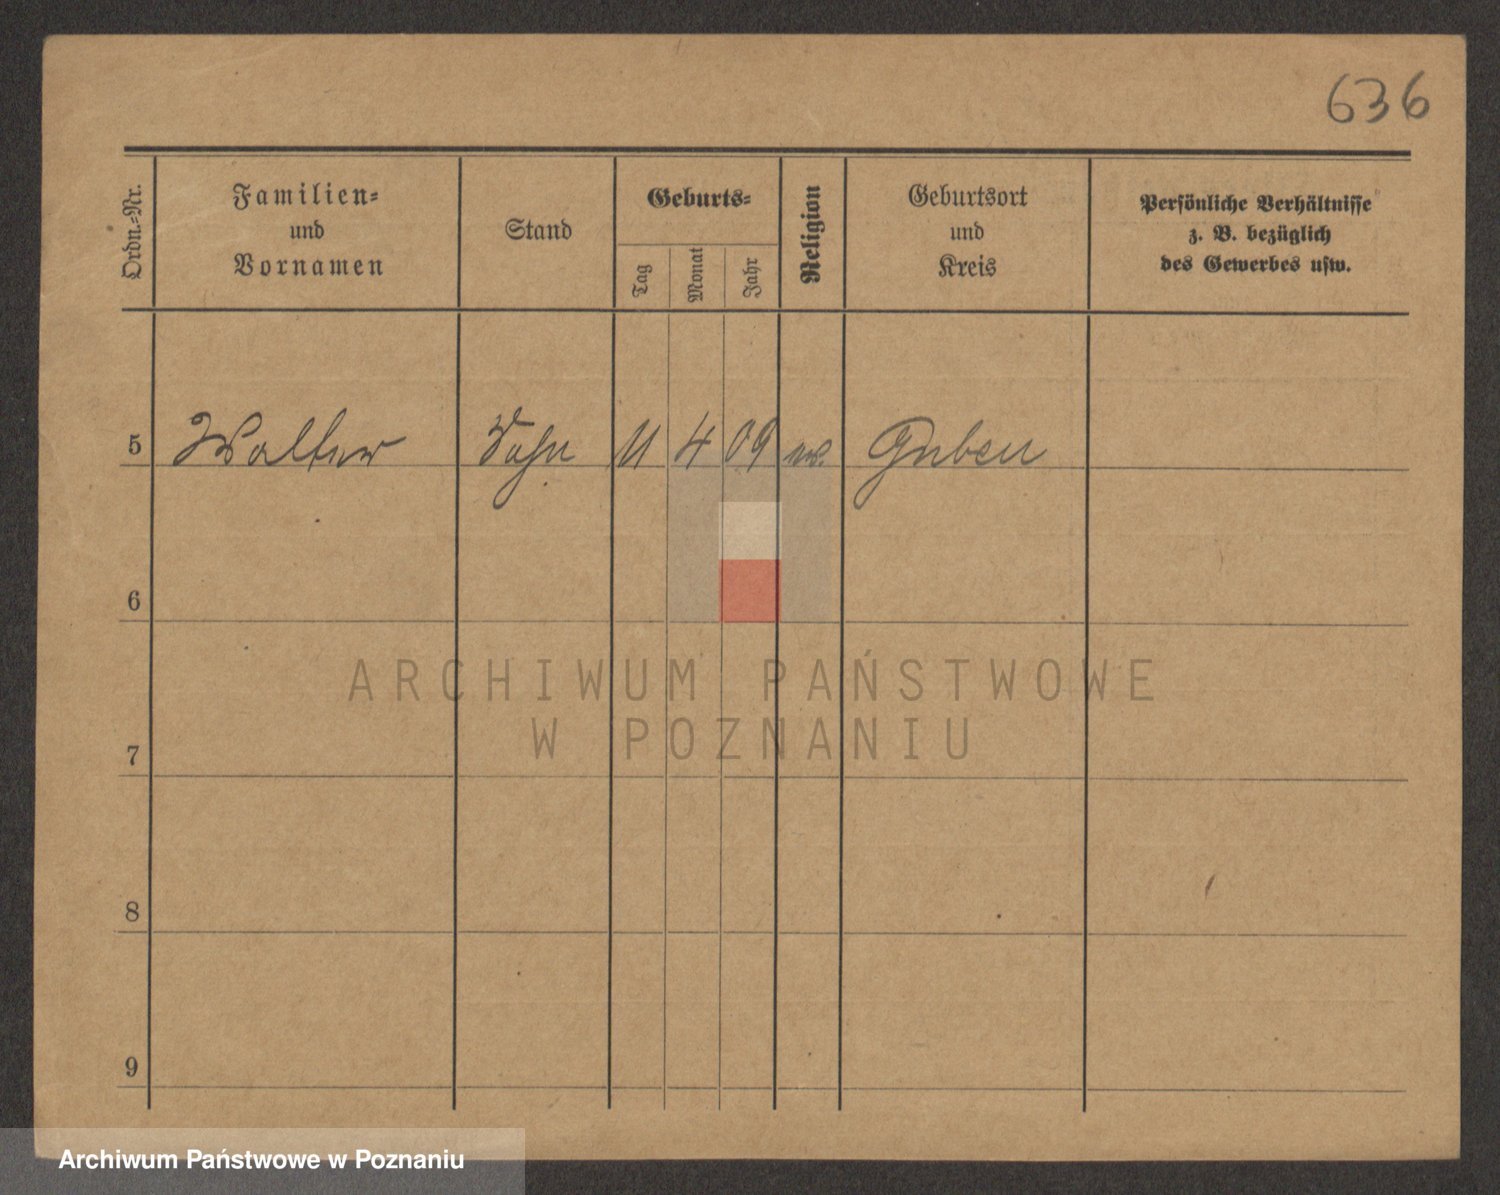 636
Ordn.-Nr.
Familien-
und
Vornamen
Stand
Geburts-
Tag
Monat
Jahr
Religion
Geburtsort
und
Kreis
Persönliche Verhältnisse
z. B. bezüglich
des Gewerbes usw.
5 Walter Sohn 11 4 09 ev. Guben
6
7
8
9
ARCHIWUM PAŃSTWOWE
W POZNANIU
Archiwum Państwowe w Poznaniu